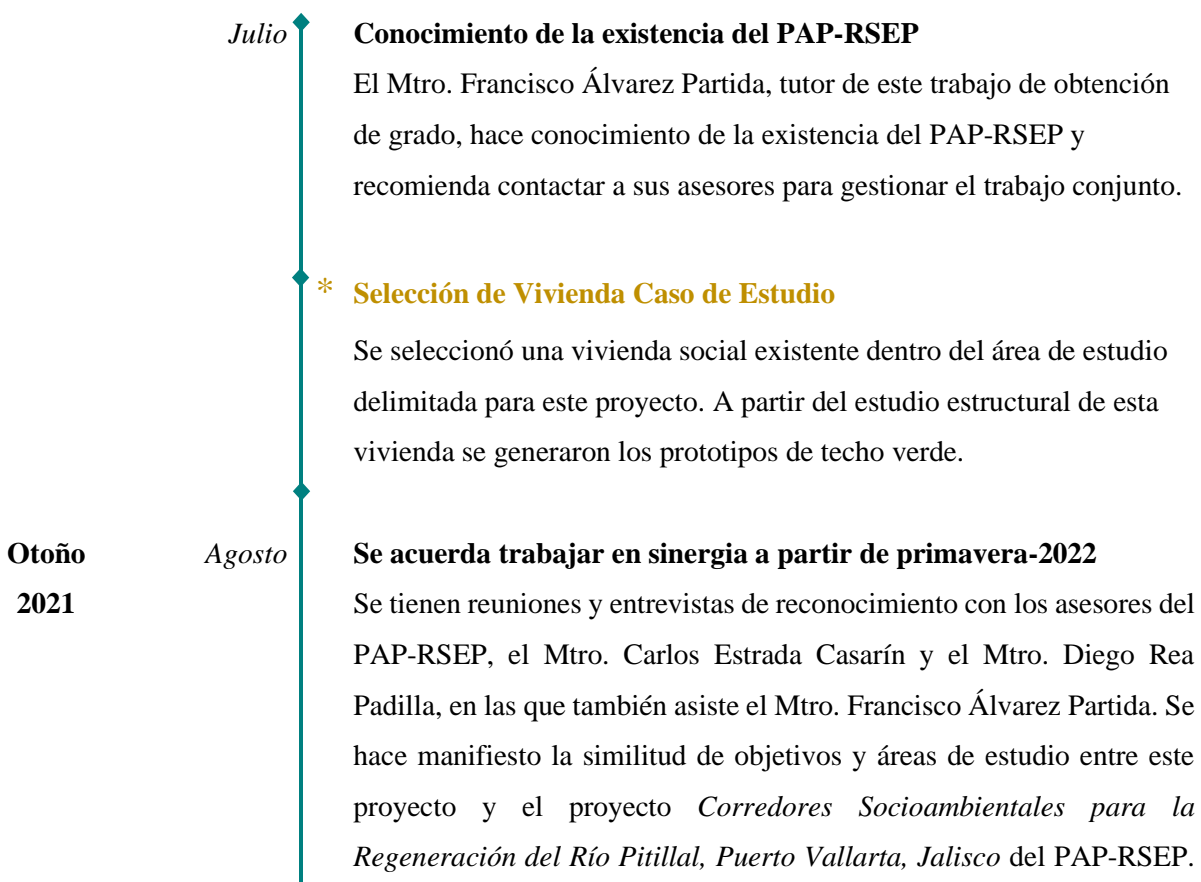 Julio Conocimiento de la existencia del PAP-RSEP
El Mtro. Francisco Álvarez Partida, tutor de este trabajo de obtención
de grado, hace conocimiento de la existencia del PAP-RSEP y
recomienda contactar a sus asesores para gestionar el trabajo conjunto.
* Selección de Vivienda Caso de Estudio
Se seleccionó una vivienda social existente dentro del área de estudio
delimitada para este proyecto. A partir del estudio estructural de esta
vivienda se generaron los prototipos de techo verde.
Otoño Agosto Se acuerda trabajar en sinergia a partir de primavera-2022
2021 Se tienen reuniones y entrevistas de reconocimiento con los asesores del
PAP-RSEP, el Mtro. Carlos Estrada Casarín y el Mtro. Diego Rea
Padilla, en las que también asiste el Mtro. Francisco Álvarez Partida. Se
hace manifiesto la similitud de objetivos y áreas de estudio entre este
proyecto y el proyecto Corredores Socioambientales para la
Regeneración del Río Pitillal, Puerto Vallarta, Jalisco del PAP-RSEP.